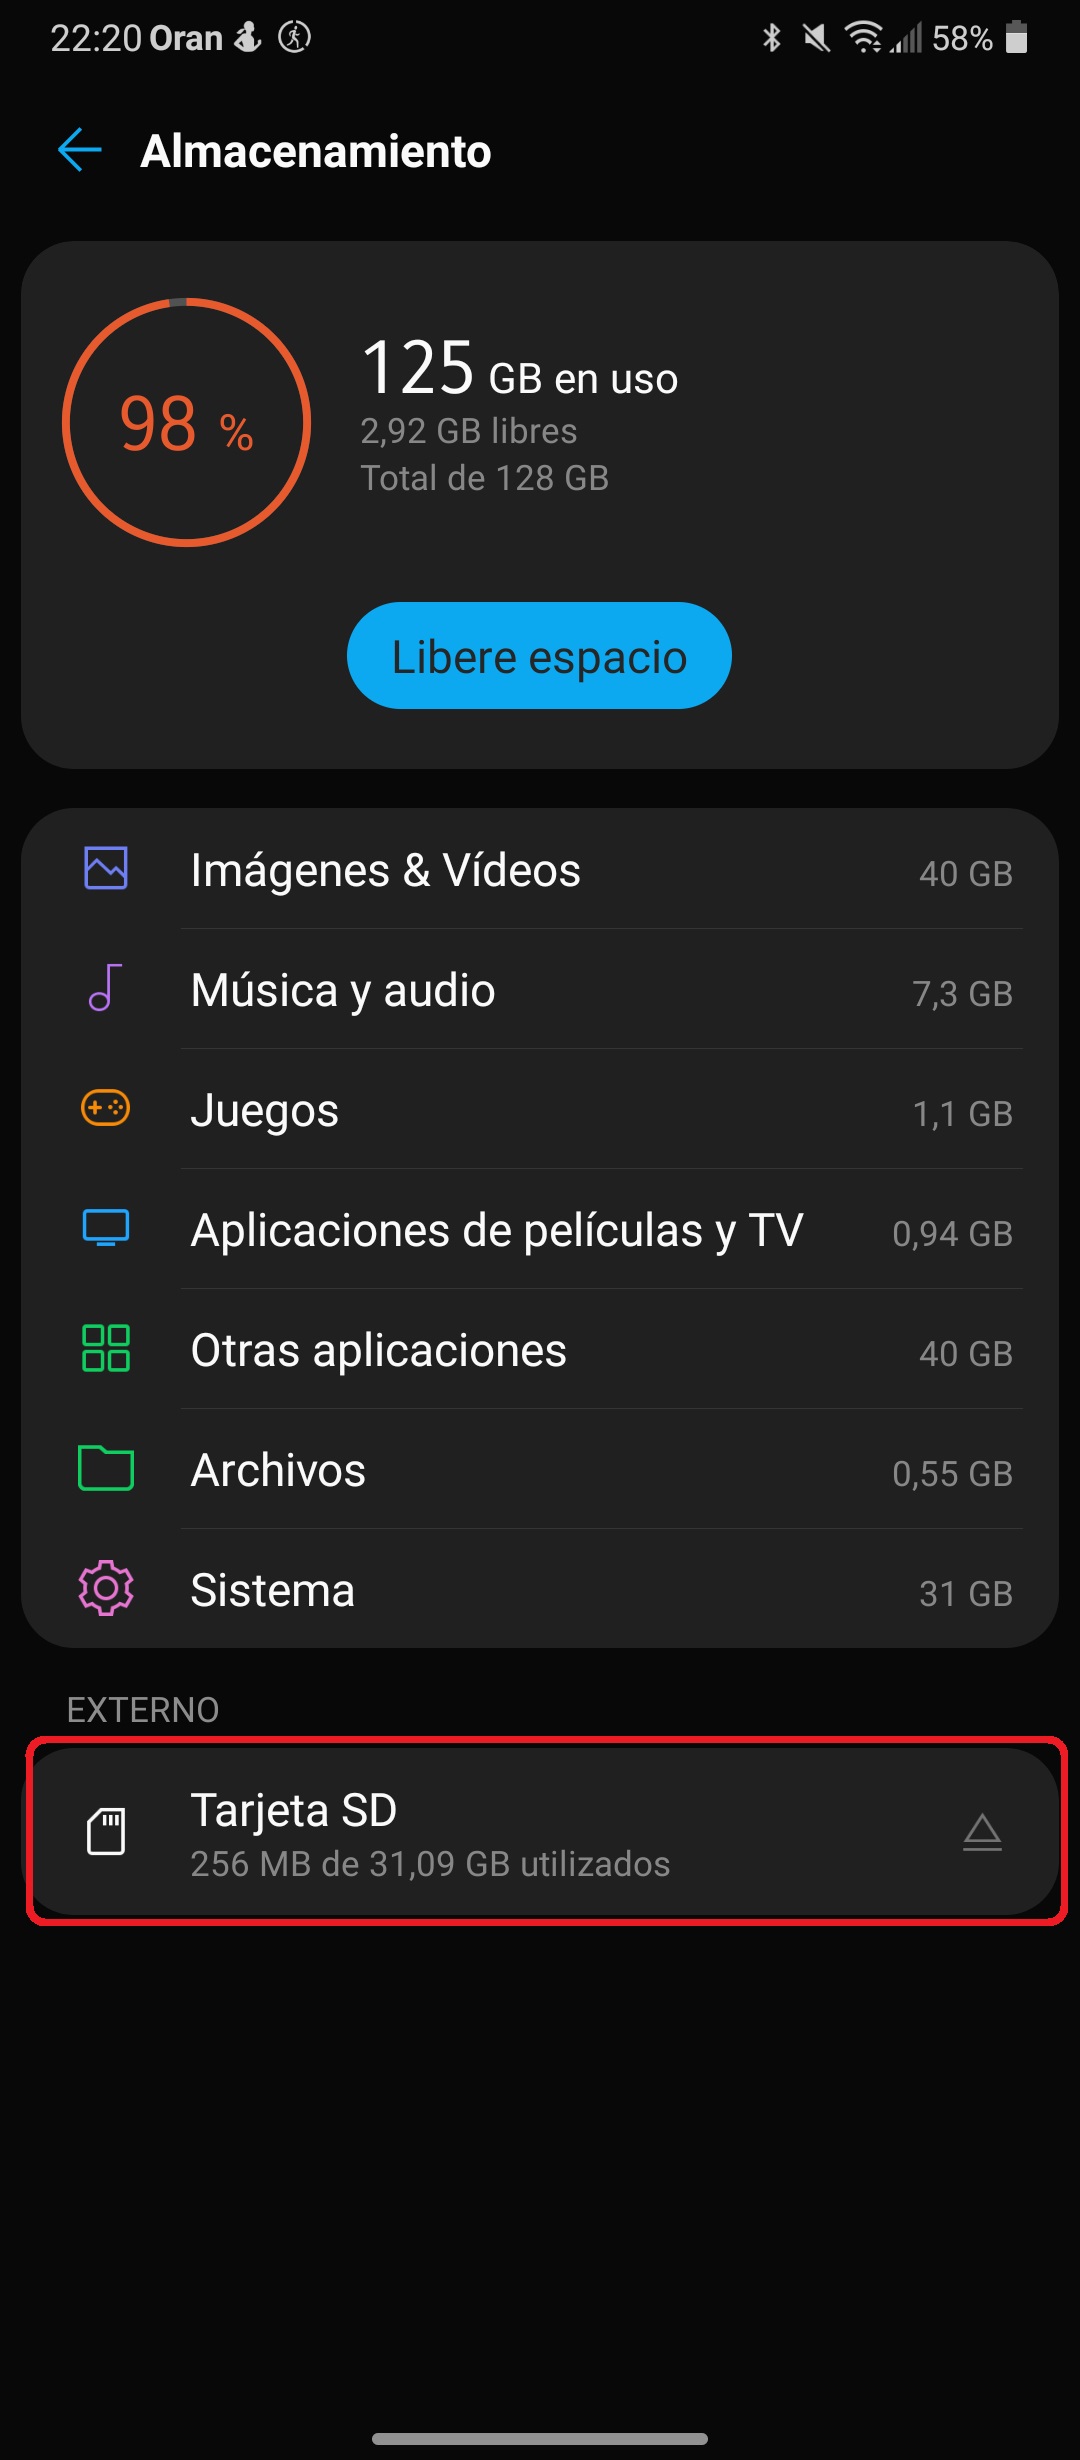 22:20 Oran 58%
Almacenamiento
98 %
125 GB en uso
2,92 GB libres
Total de 128 GB
Libere espacio
Imágenes & Vídeos 40 GB
Música y audio 7,3 GB
Juegos 1,1 GB
Aplicaciones de películas y TV 0,94 GB
Otras aplicaciones 40 GB
Archivos 0,55 GB
Sistema 31 GB
EXTERNO
Tarjeta SD
256 MB de 31,09 GB utilizados